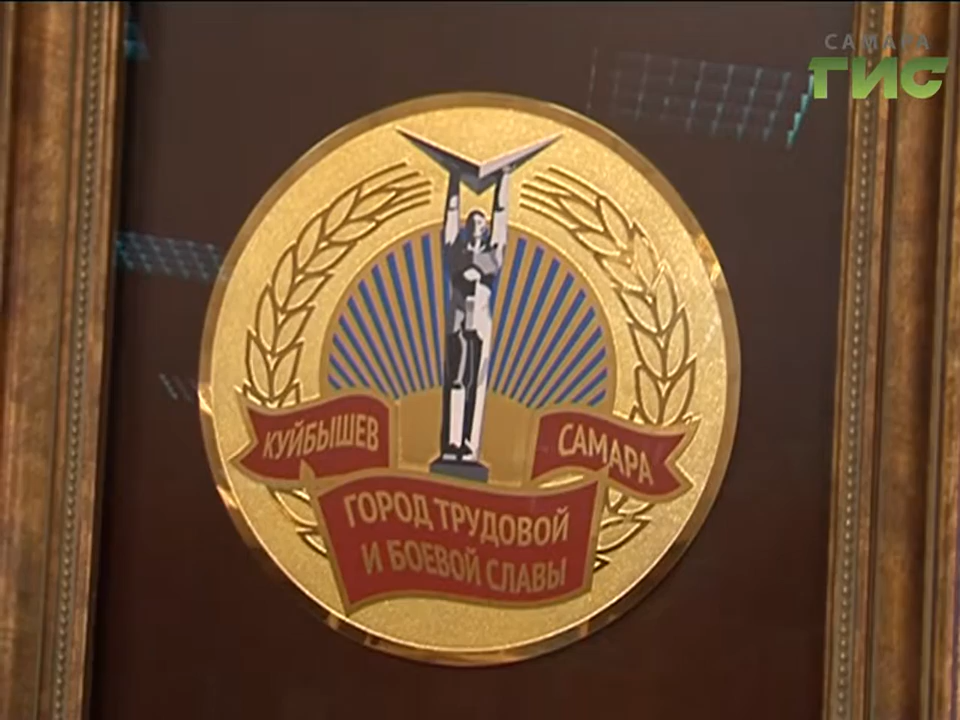 САМАРА
ГИС
КУЙБЫШЕВ
САМАРА
ГОРОД ТРУДОВОЙ
И БОЕВОЙ СЛАВЫ